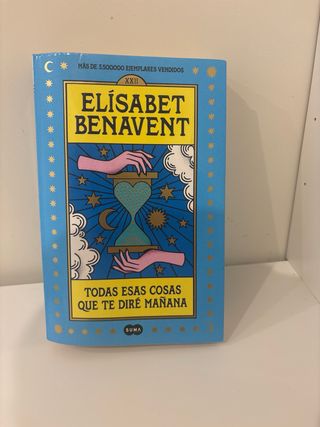 MÁS DE 3.500.000 EJEMPLARES VENDIDOS
XXII
ELÍSABET
BENAVENT
TODAS ESAS COSAS
QUE TE DIRÉ MAÑANA
SUMA